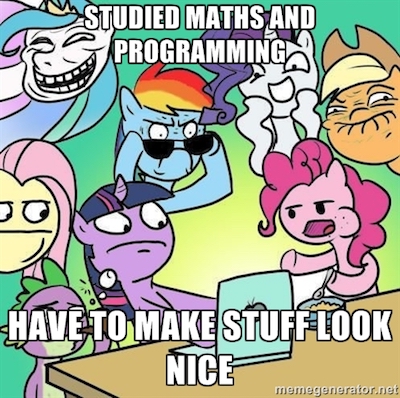 STUDIED MATHS AND
PROGRAMMING
HAVE TO MAKE STUFF LOOK
NICE
memegenerator.net